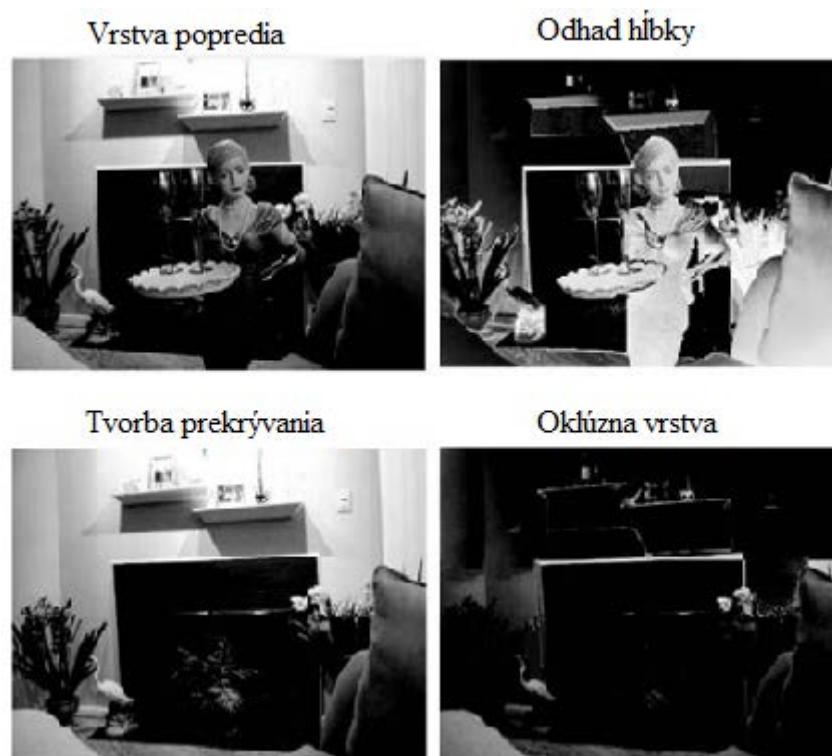 Vrstva popredia
Odhad hĺbky
Tvorba prekrývania
Oklúzna vrstva